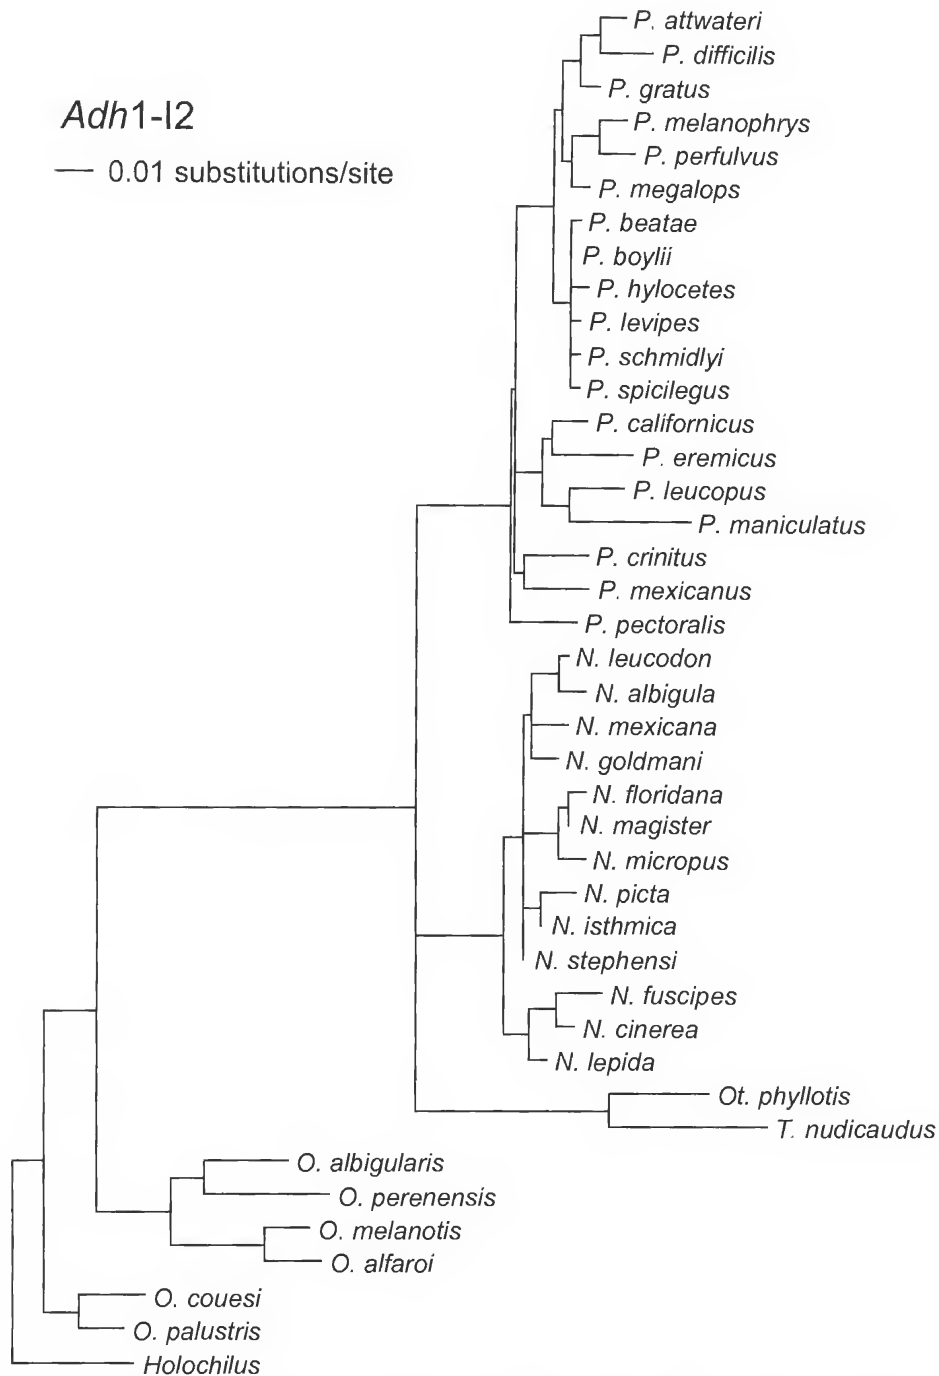 P. attwateri
P. difficilis
P. gratus
Adh1-I2
P. melanophrys
P. perfulvus
0.01 substitutions/site
P. megalops
P. beatae
P. boylii
P. hylocetes
P. levipes
P. schmidlyi
P. spicilegus
P. californicus
P. eremicus
P. leucopus
P. maniculatus
P. crinitus
P. mexicanus
P. pectoralis
N. leucodon
N. albigula
N. mexicana
N. goldmani
N. floridana
N. magister
N. micropus
N. picta
N. isthmica
N. stephensi
N. fuscipes
N. cinerea
N. lepida
Ot. phyllotis
T. nudicaudus
O. albigularis
O. perenensis
O. melanotis
O. alfaroi
O. couesi
O. palustris
Holochilus